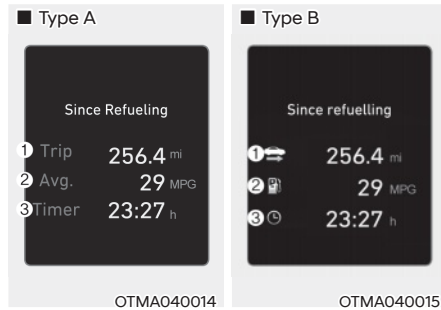 ■ Type A
Since Refueling
① Trip 256.4 mi
② Avg. 29 MPG
③ Timer 23:27 h
OTMA040014
■ Type B
Since refuelling
① 256.4 mi
② 29 MPG
③ 23:27 h
OTMA040015